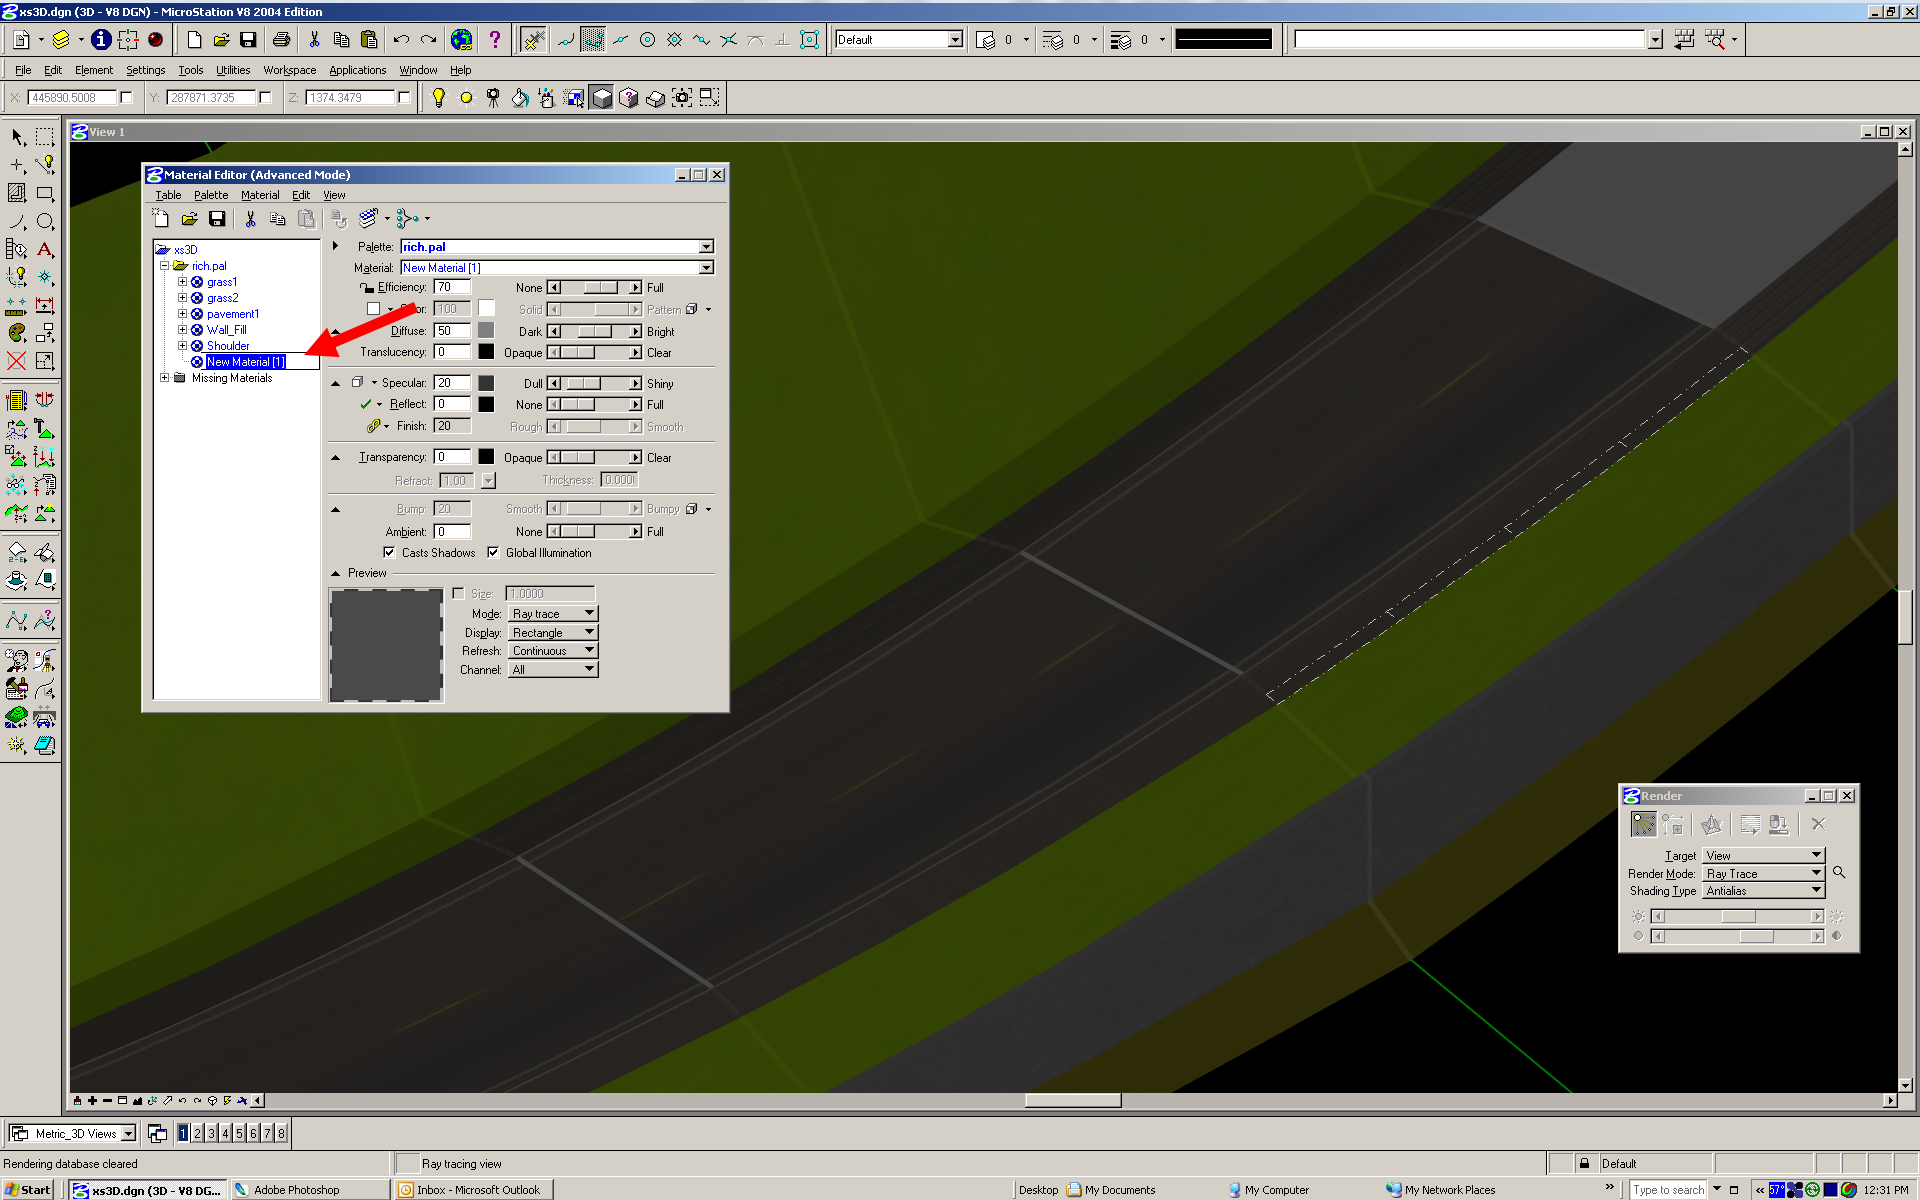 xs3D.dgn (3D - V8 DGN) - MicroStation V8 2004 Edition
Default 0 0 0
File Edit Element Settings Tools Utilities Workspace Applications Window Help
X: 445890.5008 Y: 287871.3735 Z: 1374.3479
View 1
Material Editor (Advanced Mode)
Table Palette Material Edit View
xs3D
rich.pal
grass1
grass2
pavement1
Wall_Fill
Shoulder
New Material [1]
Missing Materials
Palette: rich.pal
Material: New Material [1]
Efficiency: 70 None Full
100 Solid Pattern
Diffuse: 50 Dark Bright
Translucency: 0 Opaque Clear
Specular: 20 Dull Shiny
Reflect: 0 None Full
Finish: 20 Rough Smooth
Transparency: 0 Opaque Clear
Refract: 1.00 Thickness: 0.000
Bump: 20 Smooth Bumpy
Ambient: 0 None Full
Casts Shadows Global Illumination
Preview
Size: 1.0000
Mode: Ray trace
Display: Rectangle
Refresh: Continuous
Channel: All
Render
Target View
Render Mode: Ray Trace
Shading Type Antialias
Metric_3D Views 1 2 3 4 5 6 7 8
Rendering database cleared Ray tracing view Default
Start xs3D.dgn (3D - V8 DG... Adobe Photoshop Inbox - Microsoft Outlook Desktop My Documents My Computer My Network Places » Type to search « 57° 12:31 PM